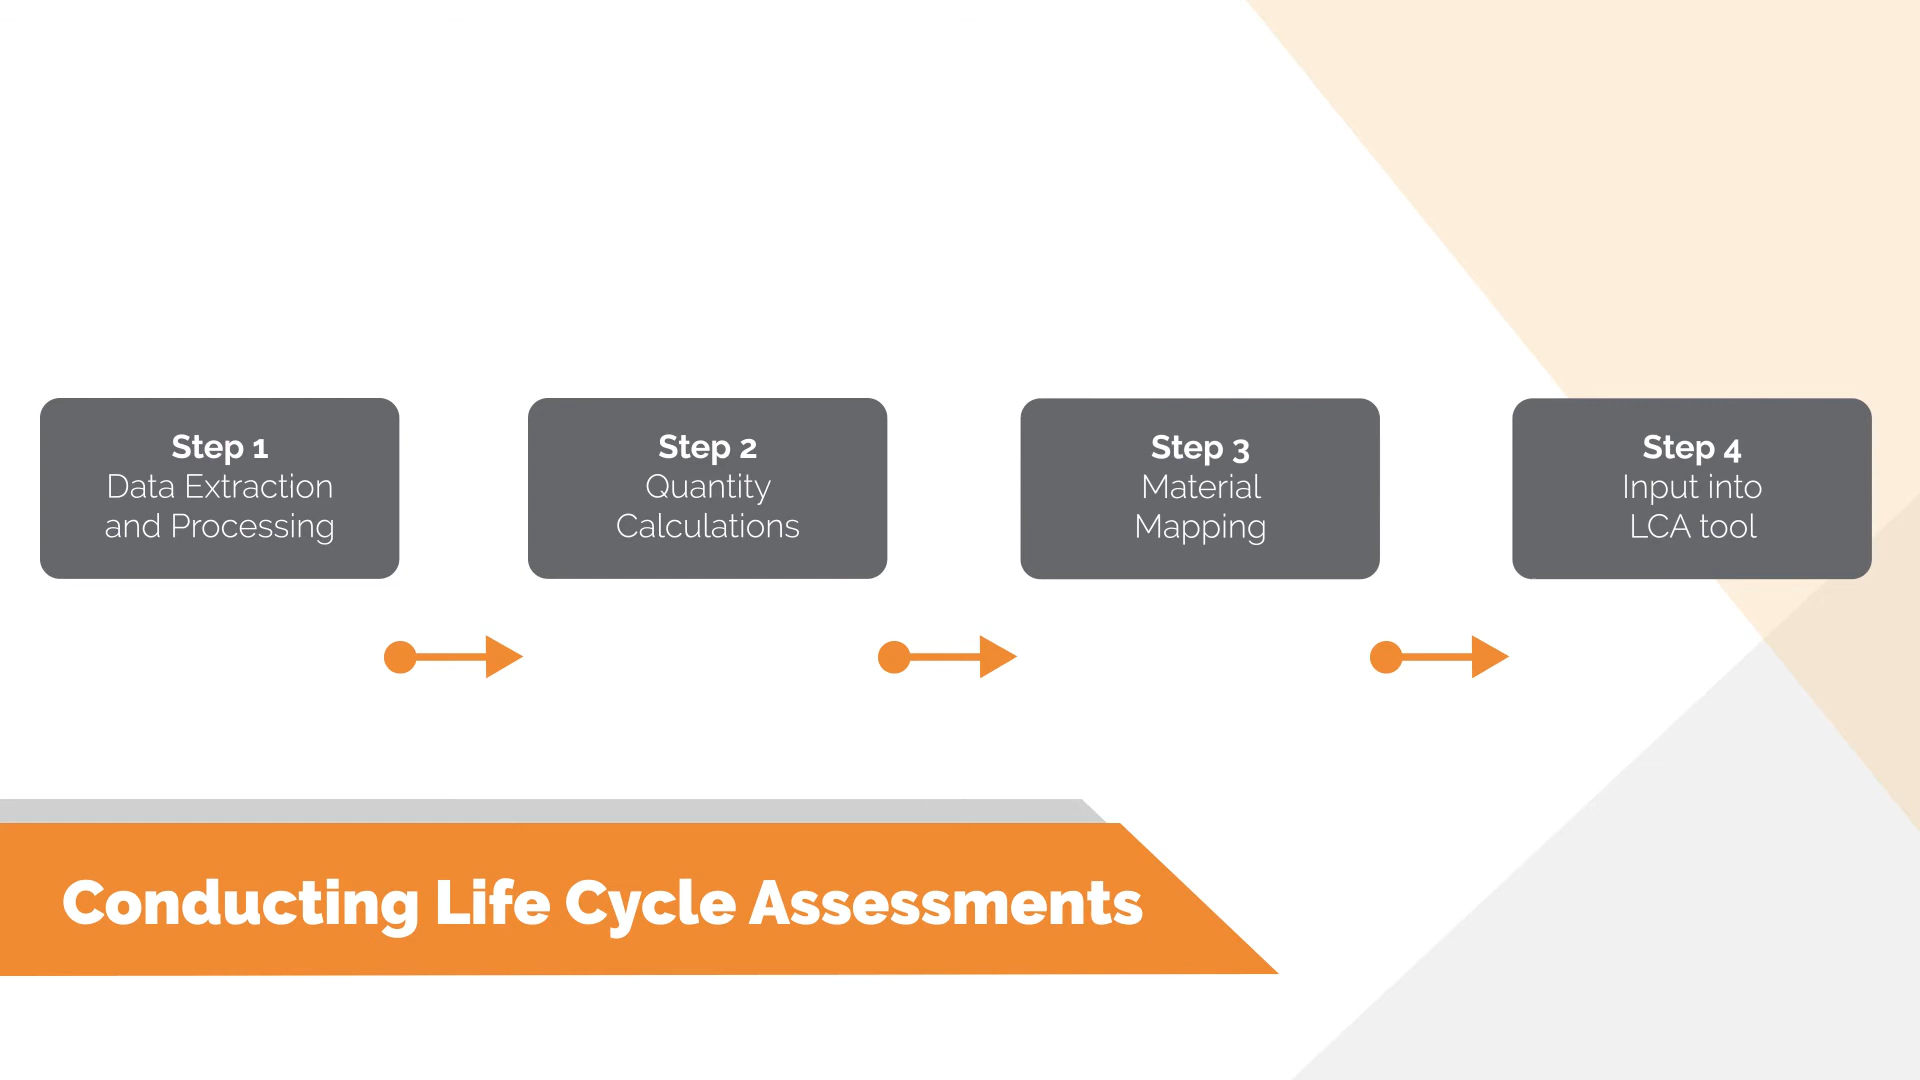 Step 1
Data Extraction
and Processing
Step 2
Quantity
Calculations
Step 3
Material
Mapping
Step 4
Input into
LCA tool
Conducting Life Cycle Assessments